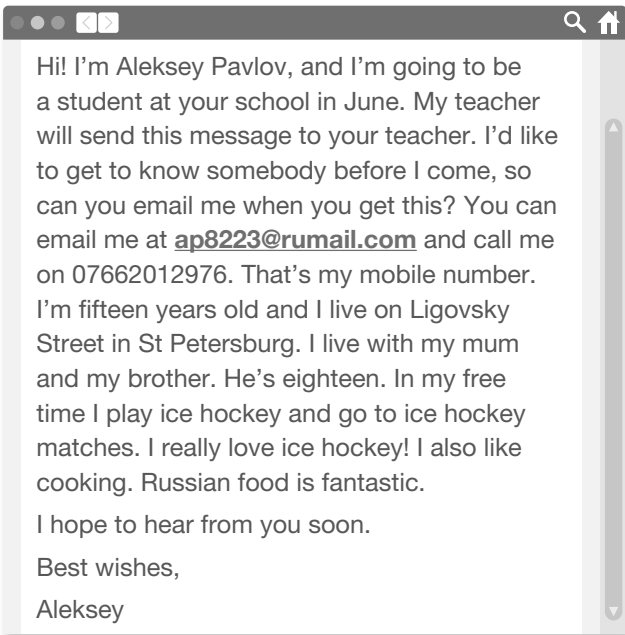 Hi! I’m Aleksey Pavlov, and I’m going to be
a student at your school in June. My teacher
will send this message to your teacher. I’d like
to get to know somebody before I come, so
can you email me when you get this? You can
email me at ap8223@rumail.com and call me
on 07662012976. That’s my mobile number.
I’m fifteen years old and I live on Ligovsky
Street in St Petersburg. I live with my mum
and my brother. He’s eighteen. In my free
time I play ice hockey and go to ice hockey
matches. I really love ice hockey! I also like
cooking. Russian food is fantastic.
I hope to hear from you soon.
Best wishes,
Aleksey